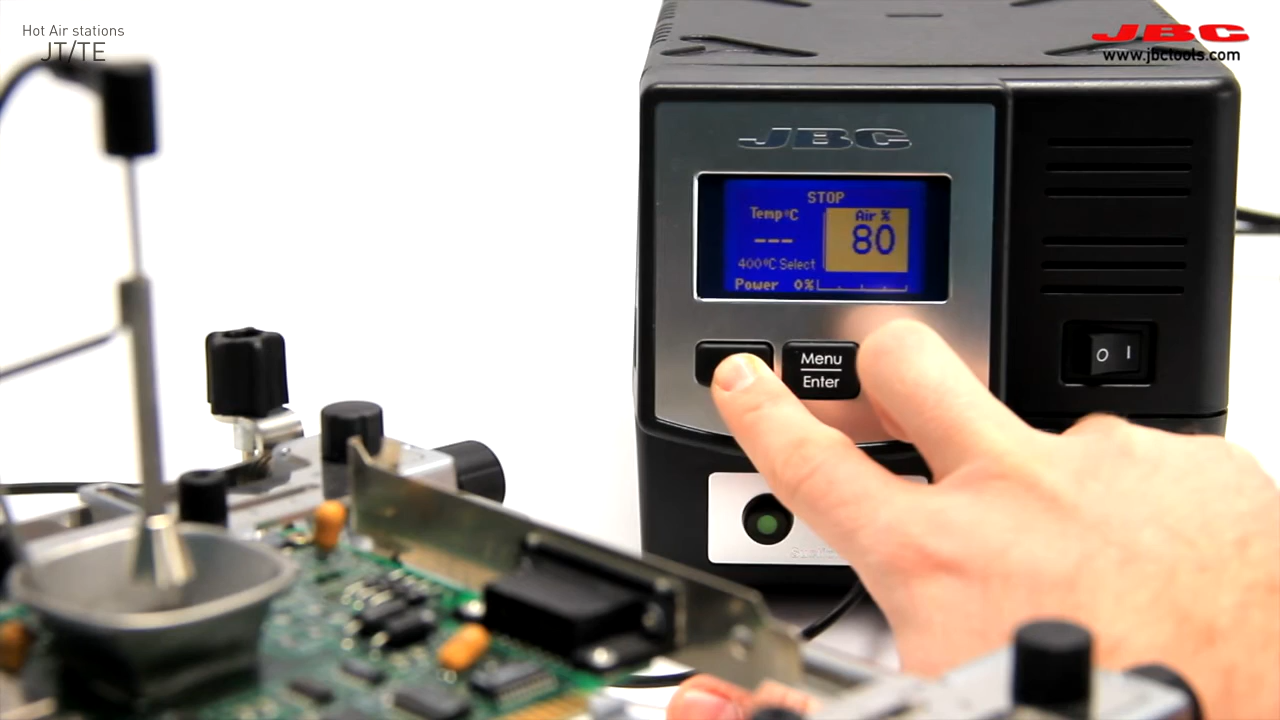 Hot Air stations
JT/TE
JBC
www.jbctools.com
JBC
STOP
Temp°C
Air %
---
80
400ºC Select
Power 0%
Menu
Enter
O I